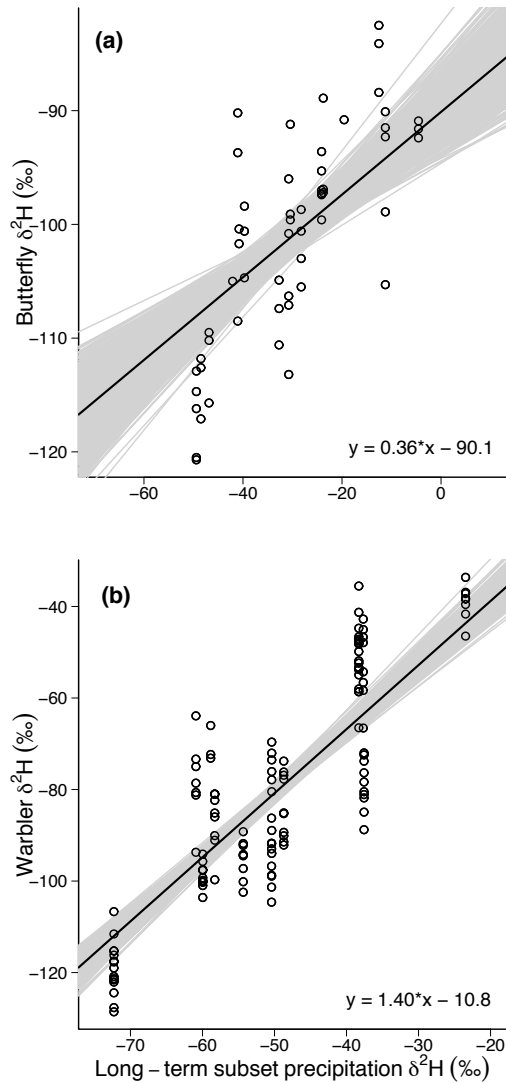 (a)
Butterfly δ²H (‰)
−90
−100
−110
−120
y = 0.36*x − 90.1
−60 −40 −20 0
(b)
Warbler δ²H (‰)
−40
−60
−80
−100
−120
y = 1.40*x − 10.8
−70 −60 −50 −40 −30 −20
Long − term subset precipitation δ²H (‰)